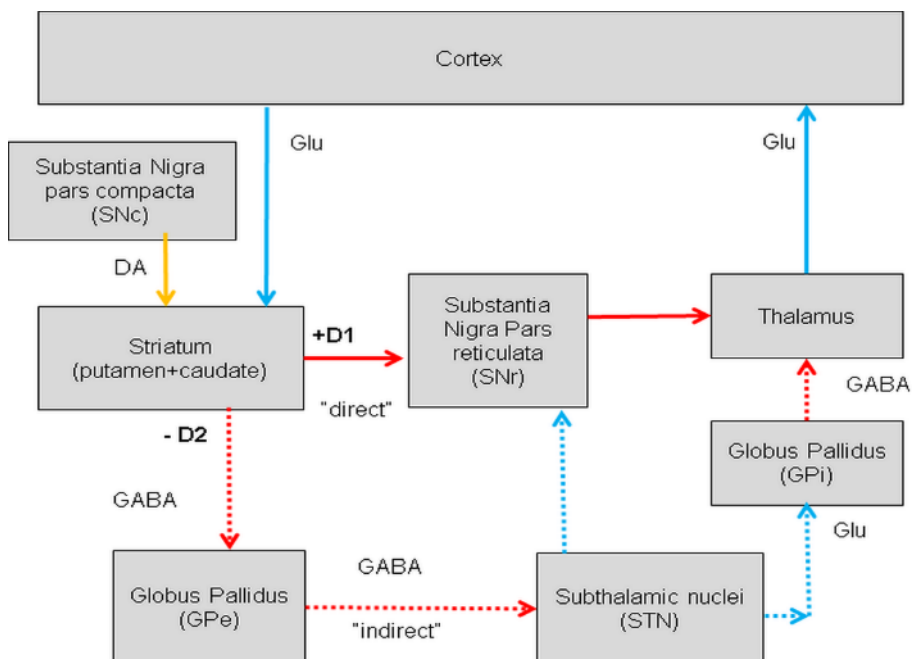 Cortex
Glu
Glu
Substantia Nigra
pars compacta
(SNc)
DA
Striatum
(putamen+caudate)
+D1
"direct"
Substantia
Nigra Pars
reticulata
(SNr)
Thalamus
GABA
- D2
GABA
Globus Pallidus
(GPi)
Glu
Globus Pallidus
(GPe)
GABA
"indirect"
Subthalamic nuclei
(STN)